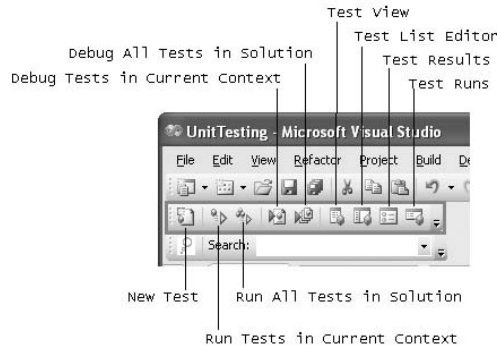 Test View
Debug All Tests in Solution
Test List Editor
Debug Tests in Current Context
Test Results
Test Runs
UnitTesting - Microsoft Visual Studio
File Edit View Refactor Project Build
Search:
New Test
Run All Tests in Solution
Run Tests in Current Context